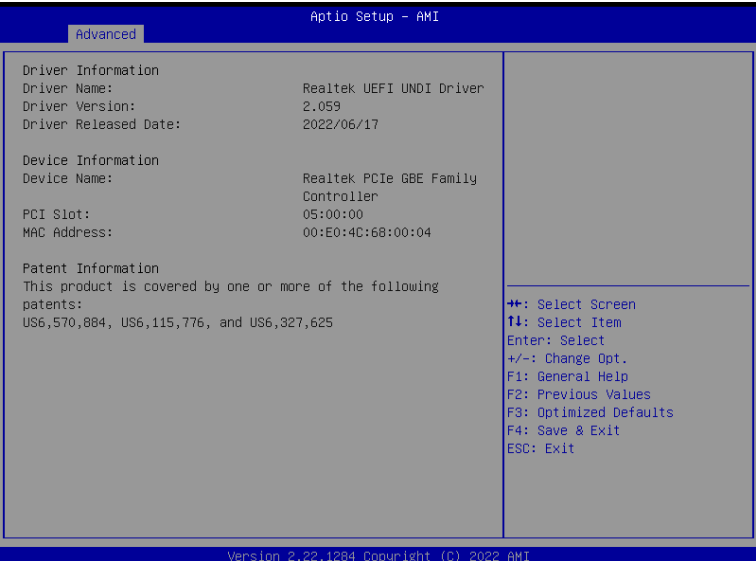 Aptio Setup – AMI
Advanced
Driver Information
Driver Name: Realtek UEFI UNDI Driver
Driver Version: 2.059
Driver Released Date: 2022/06/17
Device Information
Device Name: Realtek PCIe GBE Family
Controller
PCI Slot: 05:00:00
MAC Address: 00:E0:4C:68:00:04
Patent Information
This product is covered by one or more of the following
patents:
US6,570,884, US6,115,776, and US6,327,625
→←: Select Screen
↑↓: Select Item
Enter: Select
+/-: Change Opt.
F1: General Help
F2: Previous Values
F3: Optimized Defaults
F4: Save & Exit
ESC: Exit
Version 2.22.1284 Copyright (C) 2022 AMI